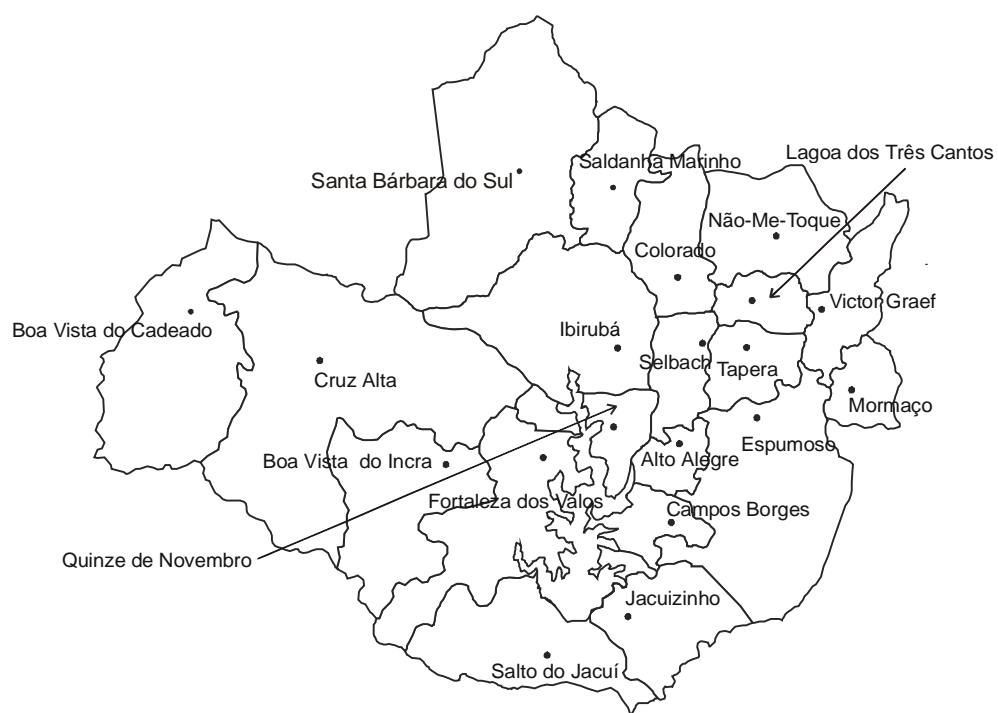 Lagoa dos Três Cantos
Saldanha Marinho
Santa Bárbara do Sul
Não-Me-Toque
Colorado
Victor Graef
Boa Vista do Cadeado
Ibirubá
Selbach
Tapera
Cruz Alta
Mormaço
Espumoso
Alto Alegre
Boa Vista do Incra
Fortaleza dos Valos
Campos Borges
Quinze de Novembro
Jacuizinho
Salto do Jacuí